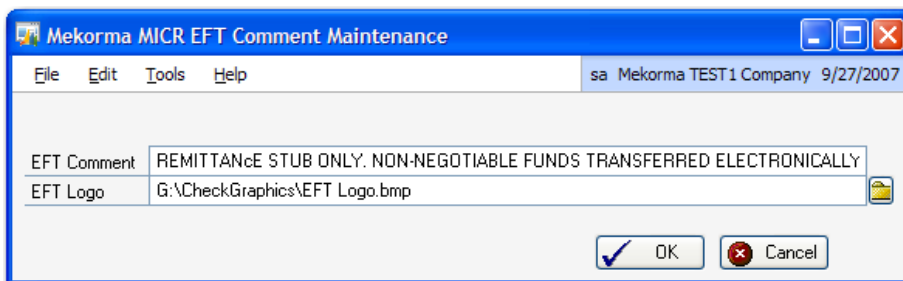 Mekorma MICR EFT Comment Maintenance
File Edit Tools Help sa Mekorma TEST1 Company 9/27/2007
EFT Comment REMITTANcE STUB ONLY. NON-NEGOTIABLE FUNDS TRANSFERRED ELECTRONICALLY
EFT Logo G:\CheckGraphics\EFT Logo.bmp
OK Cancel